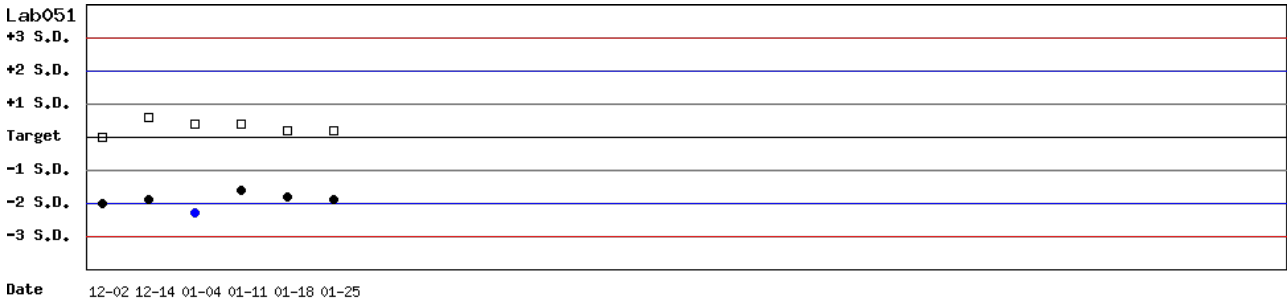 Lab051
+3 S.D.
+2 S.D.
+1 S.D.
Target
-1 S.D.
-2 S.D.
-3 S.D.
Date 12-02 12-14 01-04 01-11 01-18 01-25